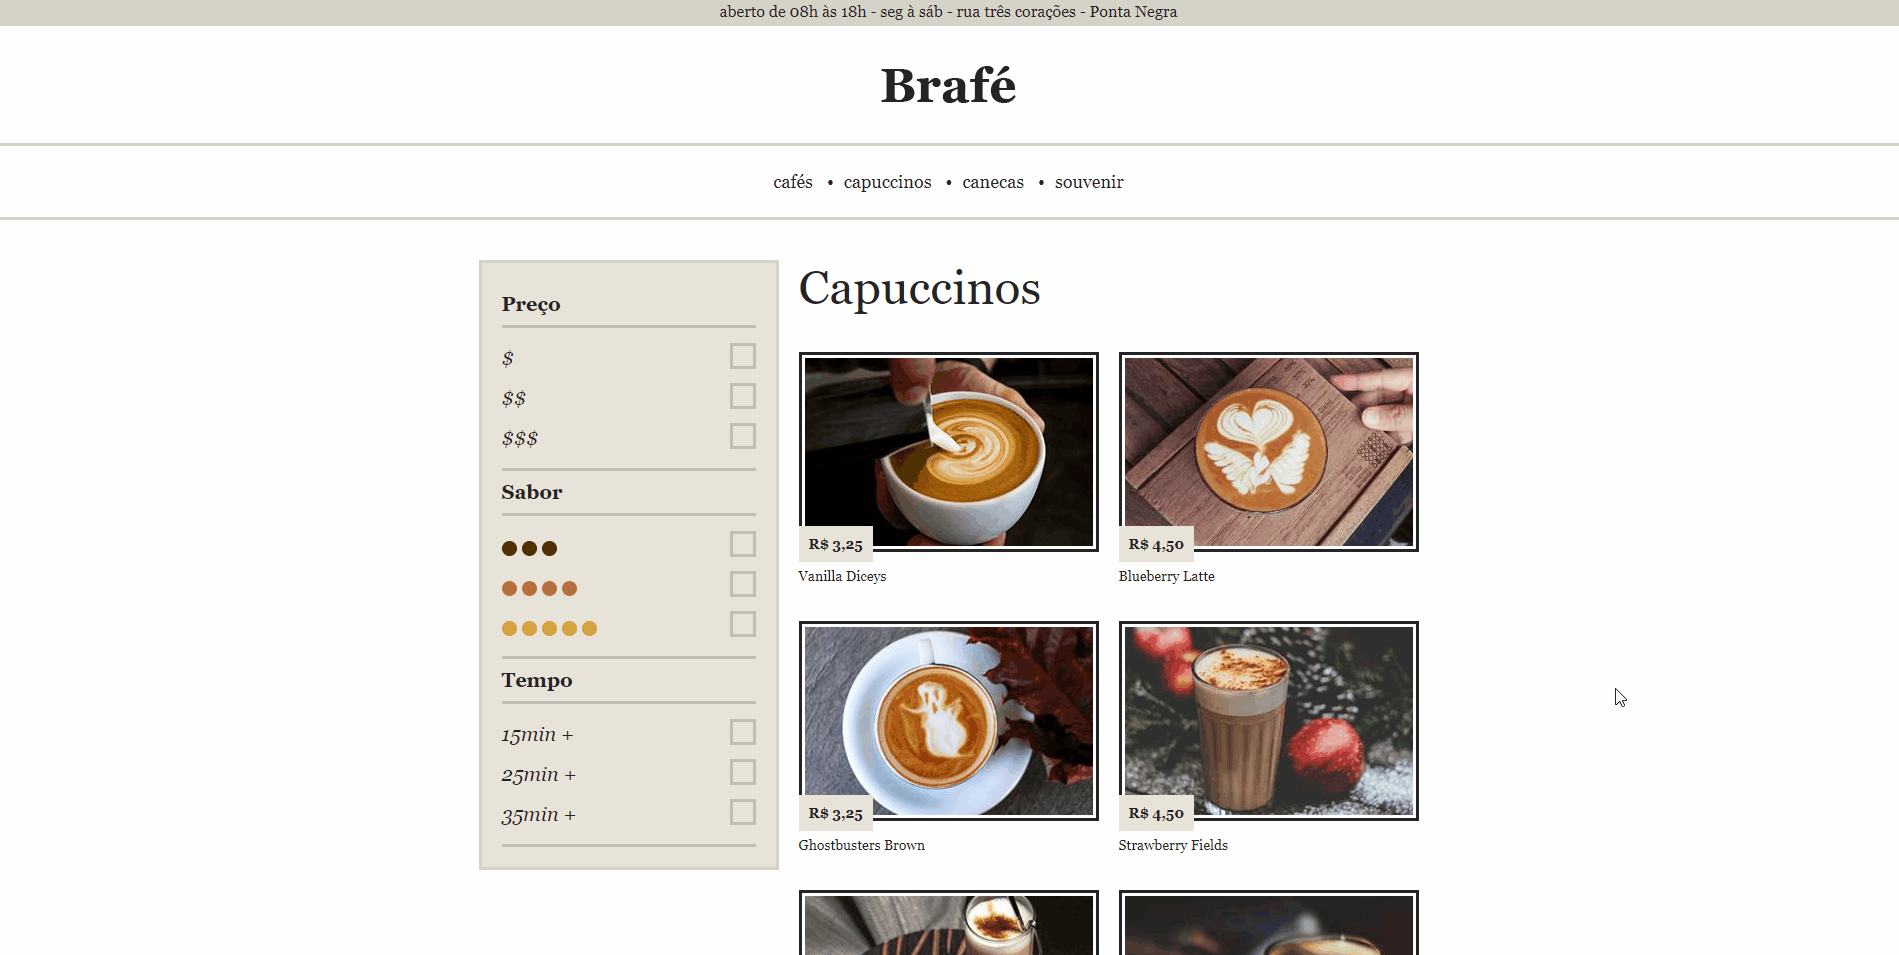 aberto de 08h às 18h - seg à sáb - rua três corações - Ponta Negra
Brafé
cafés • capuccinos • canecas • souvenir
Preço
$
$$
$$$
Sabor
Tempo
15min +
25min +
35min +
Capuccinos
R$ 3,25
Vanilla Diceys
R$ 4,50
Blueberry Latte
R$ 3,25
Ghostbusters Brown
R$ 4,50
Strawberry Fields